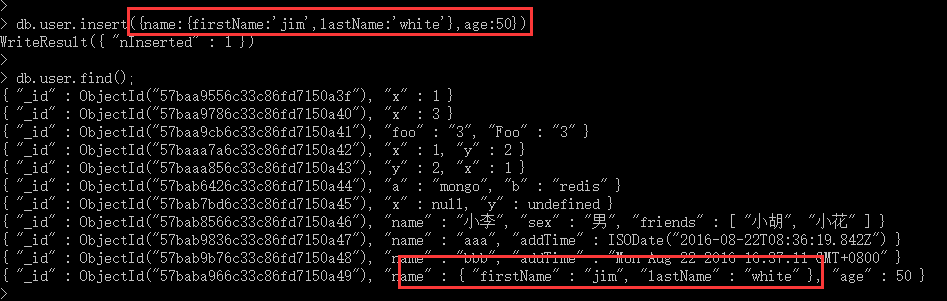 >
> db.user.insert({name:{firstName:'jim',lastName:'white'},age:50})
WriteResult({ "nInserted" : 1 })
>
> db.user.find();
{ "_id" : ObjectId("57baa9556c33c86fd7150a3f"), "x" : 1 }
{ "_id" : ObjectId("57baa9786c33c86fd7150a40"), "x" : 3 }
{ "_id" : ObjectId("57baa9cb6c33c86fd7150a41"), "foo" : "3", "Foo" : "3" }
{ "_id" : ObjectId("57baaa7a6c33c86fd7150a42"), "x" : 1, "y" : 2 }
{ "_id" : ObjectId("57baaa856c33c86fd7150a43"), "y" : 2, "x" : 1 }
{ "_id" : ObjectId("57bab6426c33c86fd7150a44"), "a" : "mongo", "b" : "redis" }
{ "_id" : ObjectId("57bab7bd6c33c86fd7150a45"), "x" : null, "y" : undefined }
{ "_id" : ObjectId("57bab8566c33c86fd7150a46"), "name" : "小李", "sex" : "男", "friends" : [ "小胡", "小花" ] }
{ "_id" : ObjectId("57bab9836c33c86fd7150a47"), "name" : "aaa", "addTime" : ISODate("2016-08-22T08:36:19.842Z") }
{ "_id" : ObjectId("57bab9b76c33c86fd7150a48"), "name" : "bbb", "addTime" : "Mon Aug 22 2016 16:37:11 GMT+0800" }
{ "_id" : ObjectId("57baba966c33c86fd7150a49"), "name" : { "firstName" : "jim", "lastName" : "white" }, "age" : 50 }
>